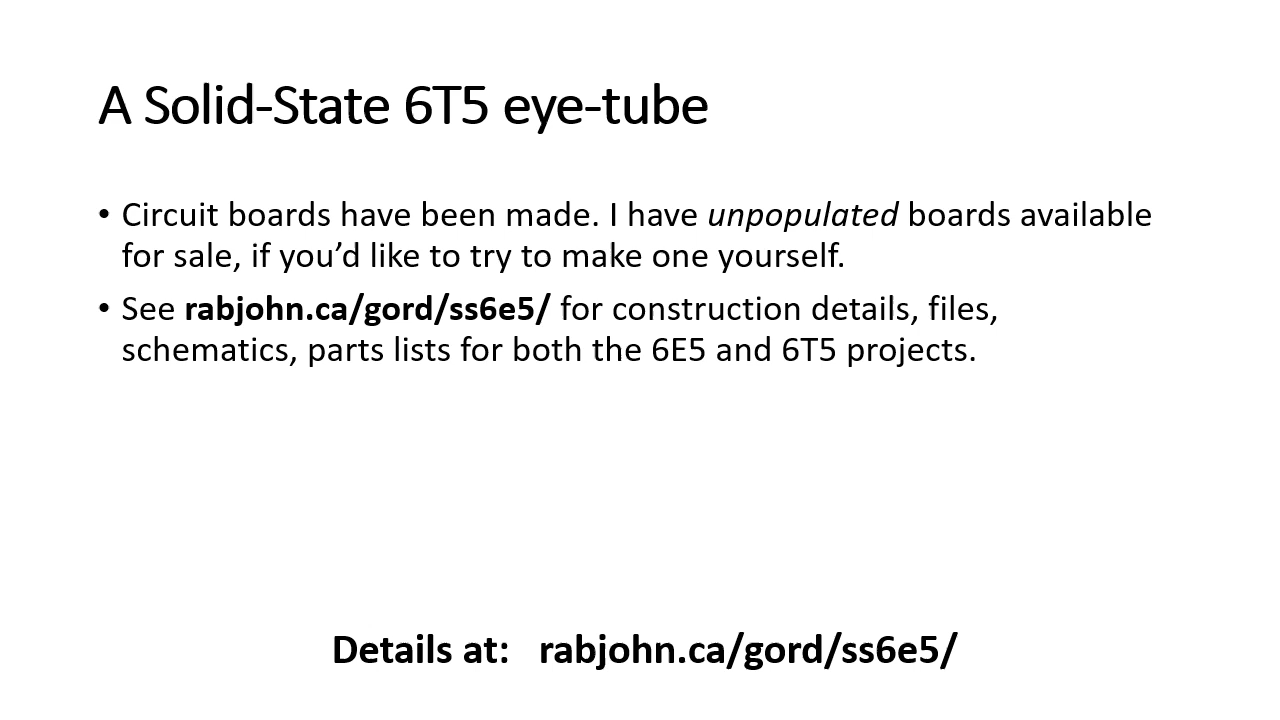 A Solid-State 6T5 eye-tube
• Circuit boards have been made. I have unpopulated boards available
for sale, if you’d like to try to make one yourself.
• See rabjohn.ca/gord/ss6e5/ for construction details, files,
schematics, parts lists for both the 6E5 and 6T5 projects.
Details at: rabjohn.ca/gord/ss6e5/